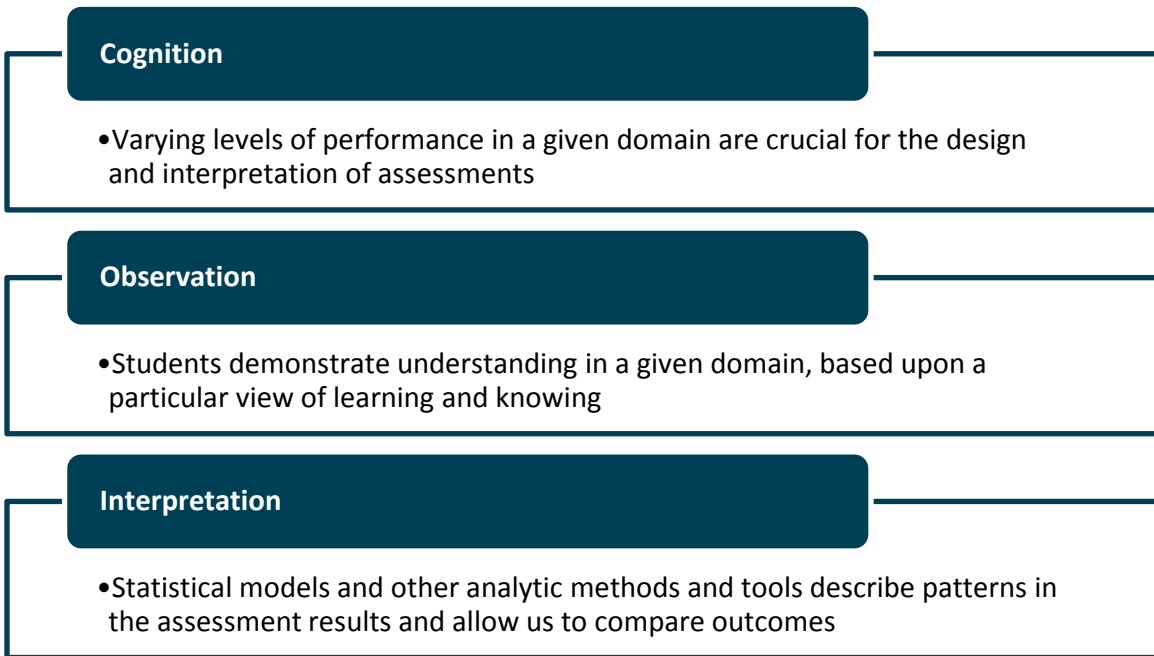 Cognition
•Varying levels of performance in a given domain are crucial for the design
and interpretation of assessments
Observation
•Students demonstrate understanding in a given domain, based upon a
particular view of learning and knowing
Interpretation
•Statistical models and other analytic methods and tools describe patterns in
the assessment results and allow us to compare outcomes